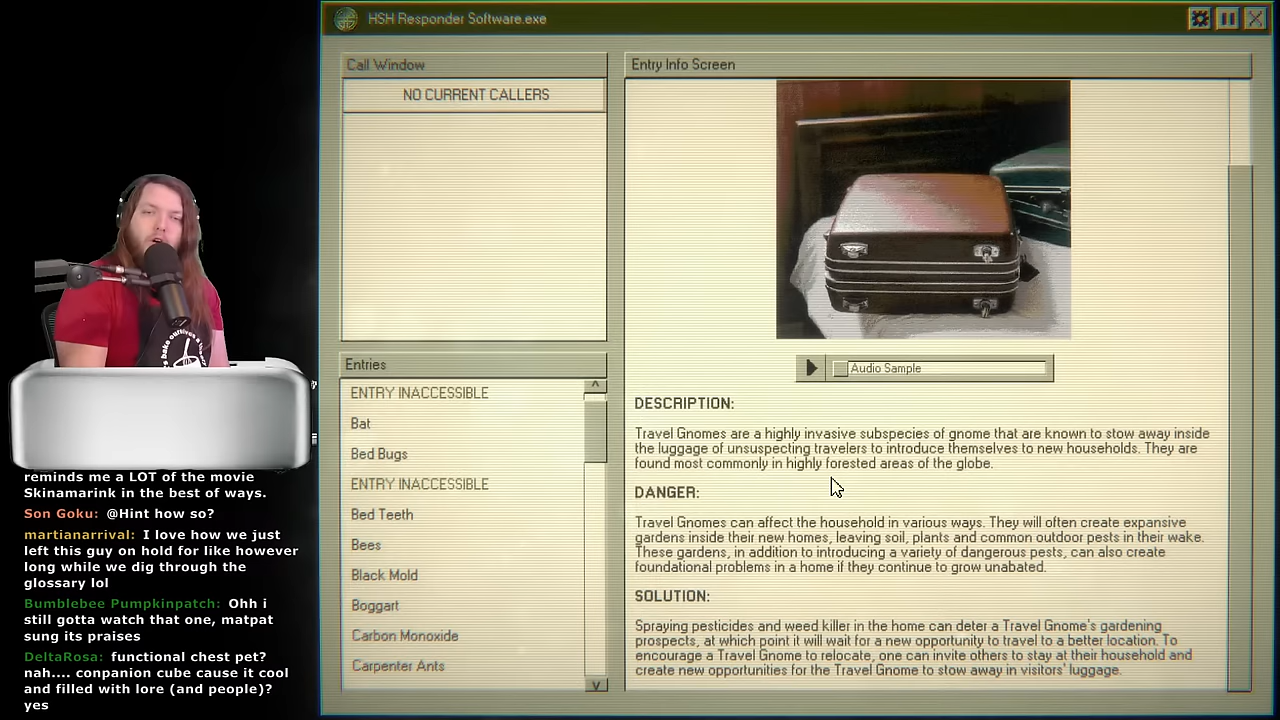 HSH Responder Software.exe
Call Window
NO CURRENT CALLERS
Entries
ENTRY INACCESSIBLE
Bat
Bed Bugs
ENTRY INACCESSIBLE
Bed Teeth
Bees
Black Mold
Boggart
Carbon Monoxide
Carpenter Ants
Entry Info Screen
Audio Sample
DESCRIPTION:
Travel Gnomes are a highly invasive subspecies of gnome that are known to stow away inside
the luggage of unsuspecting travelers to introduce themselves to new households. They are
found most commonly in highly forested areas of the globe.
DANGER:
Travel Gnomes can affect the household in various ways. They will often create expansive
gardens inside their new homes, leaving soil, plants and common outdoor pests in their wake.
These gardens, in addition to introducing a variety of dangerous pests, can also create
foundational problems in a home if they continue to grow unabated.
SOLUTION:
Spraying pesticides and weed killer in the home can deter a Travel Gnome's gardening
prospects, at which point it will wait for a new opportunity to travel to a better location. To
encourage a Travel Gnome to relocate, one can invite others to stay at their household and
create new opportunities for the Travel Gnome to stow away in visitors' luggage.
reminds me a LOT of the movie
Skinamarink in the best of ways.
Son Goku: @Hint how so?
martianarrival: I love how we just
left this guy on hold for like however
long while we dig through the
glossary lol
Bumblebee Pumpkinpatch: Ohh i
still gotta watch that one, matpat
sung its praises
DeltaRosa: functional chest pet?
nah.... conpanion cube cause it cool
and filled with lore (and people)?
yes